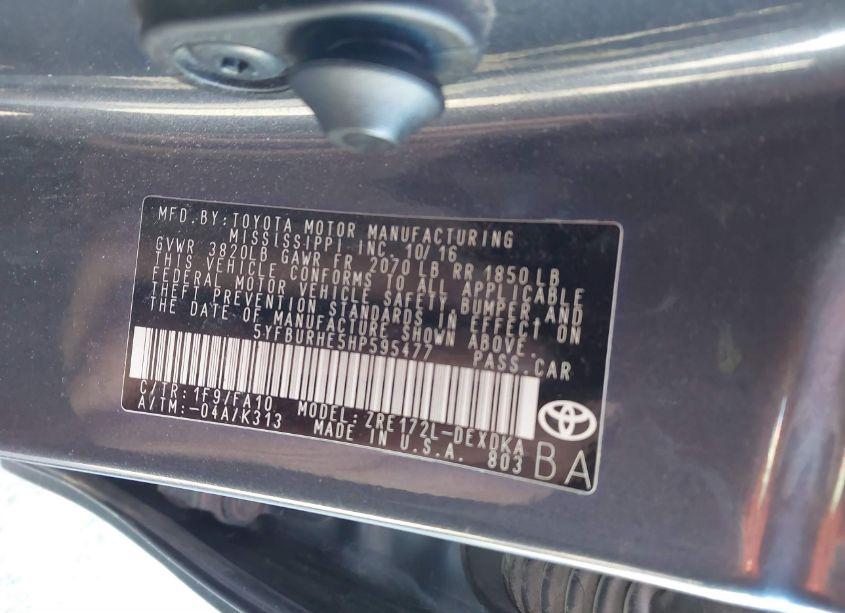 MFD. BY: TOYOTA MOTOR MANUFACTURING
MISSISSIPPI INC. 10/16
GVWR 3820LB GAWR FR 2070 LB RR 1850 LB
THIS VEHICLE CONFORMS TO ALL APPLICABLE
FEDERAL MOTOR VEHICLE SAFETY BUMPER, AND
THEFT PREVENTION STANDARDS IN EFFECT ON
THE DATE OF MANUFACTURE SHOWN ABOVE.
5YFBURHE5HP595477 PASS. CAR
C/TR: 1F9/FA10 MODEL: ZRE172L-DEXDKA
A/TM:-04A/K313 MADE IN U.S.A. 803
BA